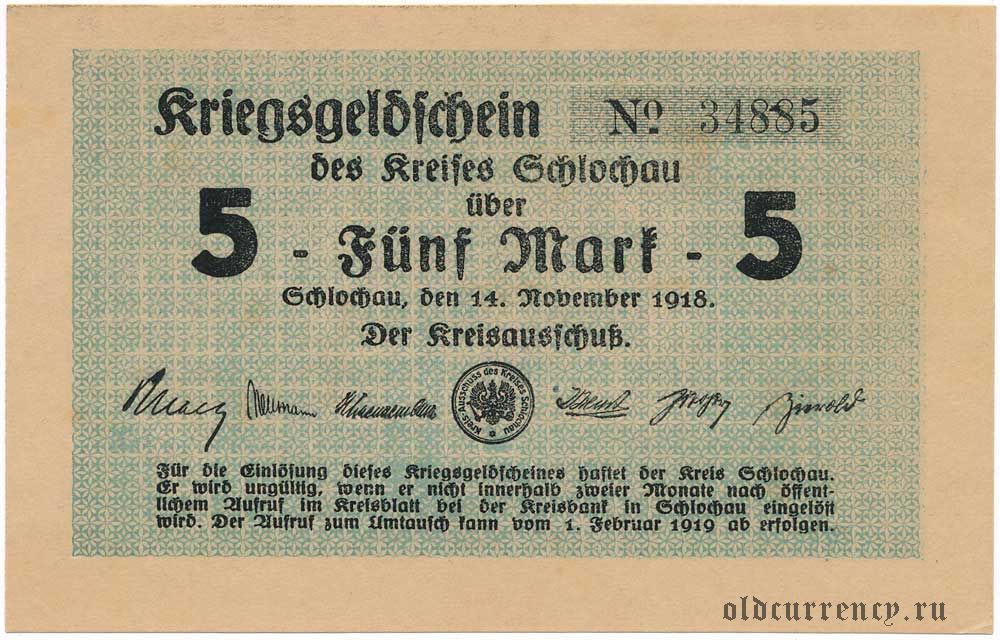 Kriegsgeldschein
No 34885
des Kreises Schlochau
über
5 - Fünf Mark - 5
Schlochau, den 14. November 1918.
Der Kreisausschuß.
Kreis-Ausschuss des Kreises Schlochau
Für die Einlösung dieses Kriegsgeldscheines haftet der Kreis Schlochau.
Er wird ungültig, wenn er nicht innerhalb zweier Monate nach öffent-
lichem Aufruf im Kreisblatt bei der Kreisbank in Schlochau eingelöst
wird. Der Aufruf zum Umtausch kann vom 1. Februar 1919 ab erfolgen.
oldcurrency.ru